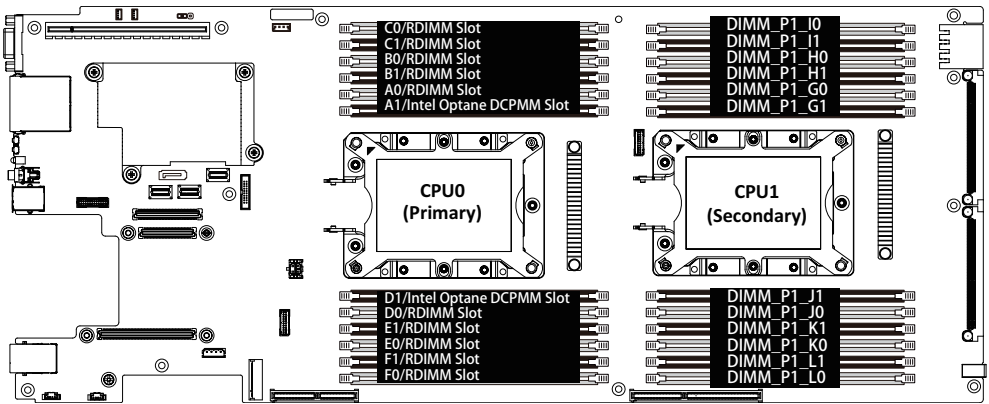 C0/RDIMM Slot
C1/RDIMM Slot
B0/RDIMM Slot
B1/RDIMM Slot
A0/RDIMM Slot
A1/Intel Optane DCPMM Slot
DIMM_P1_I0
DIMM_P1_I1
DIMM_P1_H0
DIMM_P1_H1
DIMM_P1_G0
DIMM_P1_G1
CPU0
(Primary)
CPU1
(Secondary)
D1/Intel Optane DCPMM Slot
D0/RDIMM Slot
E1/RDIMM Slot
E0/RDIMM Slot
F1/RDIMM Slot
F0/RDIMM Slot
DIMM_P1_J1
DIMM_P1_J0
DIMM_P1_K1
DIMM_P1_K0
DIMM_P1_L1
DIMM_P1_L0